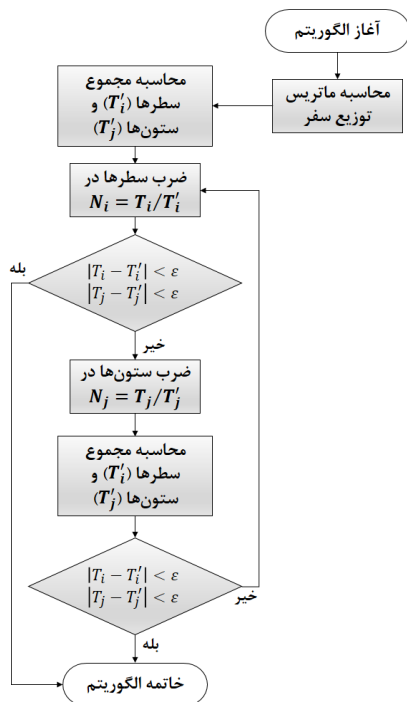 آغاز الگوریتم
محاسبه ماتریس
توزیع سفر
محاسبه مجموع
سطرها (T′ᵢ) و
ستون‌ها (T′ⱼ)
ضرب سطرها در
Nᵢ = Tᵢ/T′ᵢ
|Tᵢ − T′ᵢ| < ε
|Tⱼ − T′ⱼ| < ε
بله
خیر
ضرب ستون‌ها در
Nⱼ = Tⱼ/T′ⱼ
محاسبه مجموع
سطرها (T′ᵢ) و
ستون‌ها (T′ⱼ)
|Tᵢ − T′ᵢ| < ε
|Tⱼ − T′ⱼ| < ε
خیر
بله
خاتمه الگوریتم